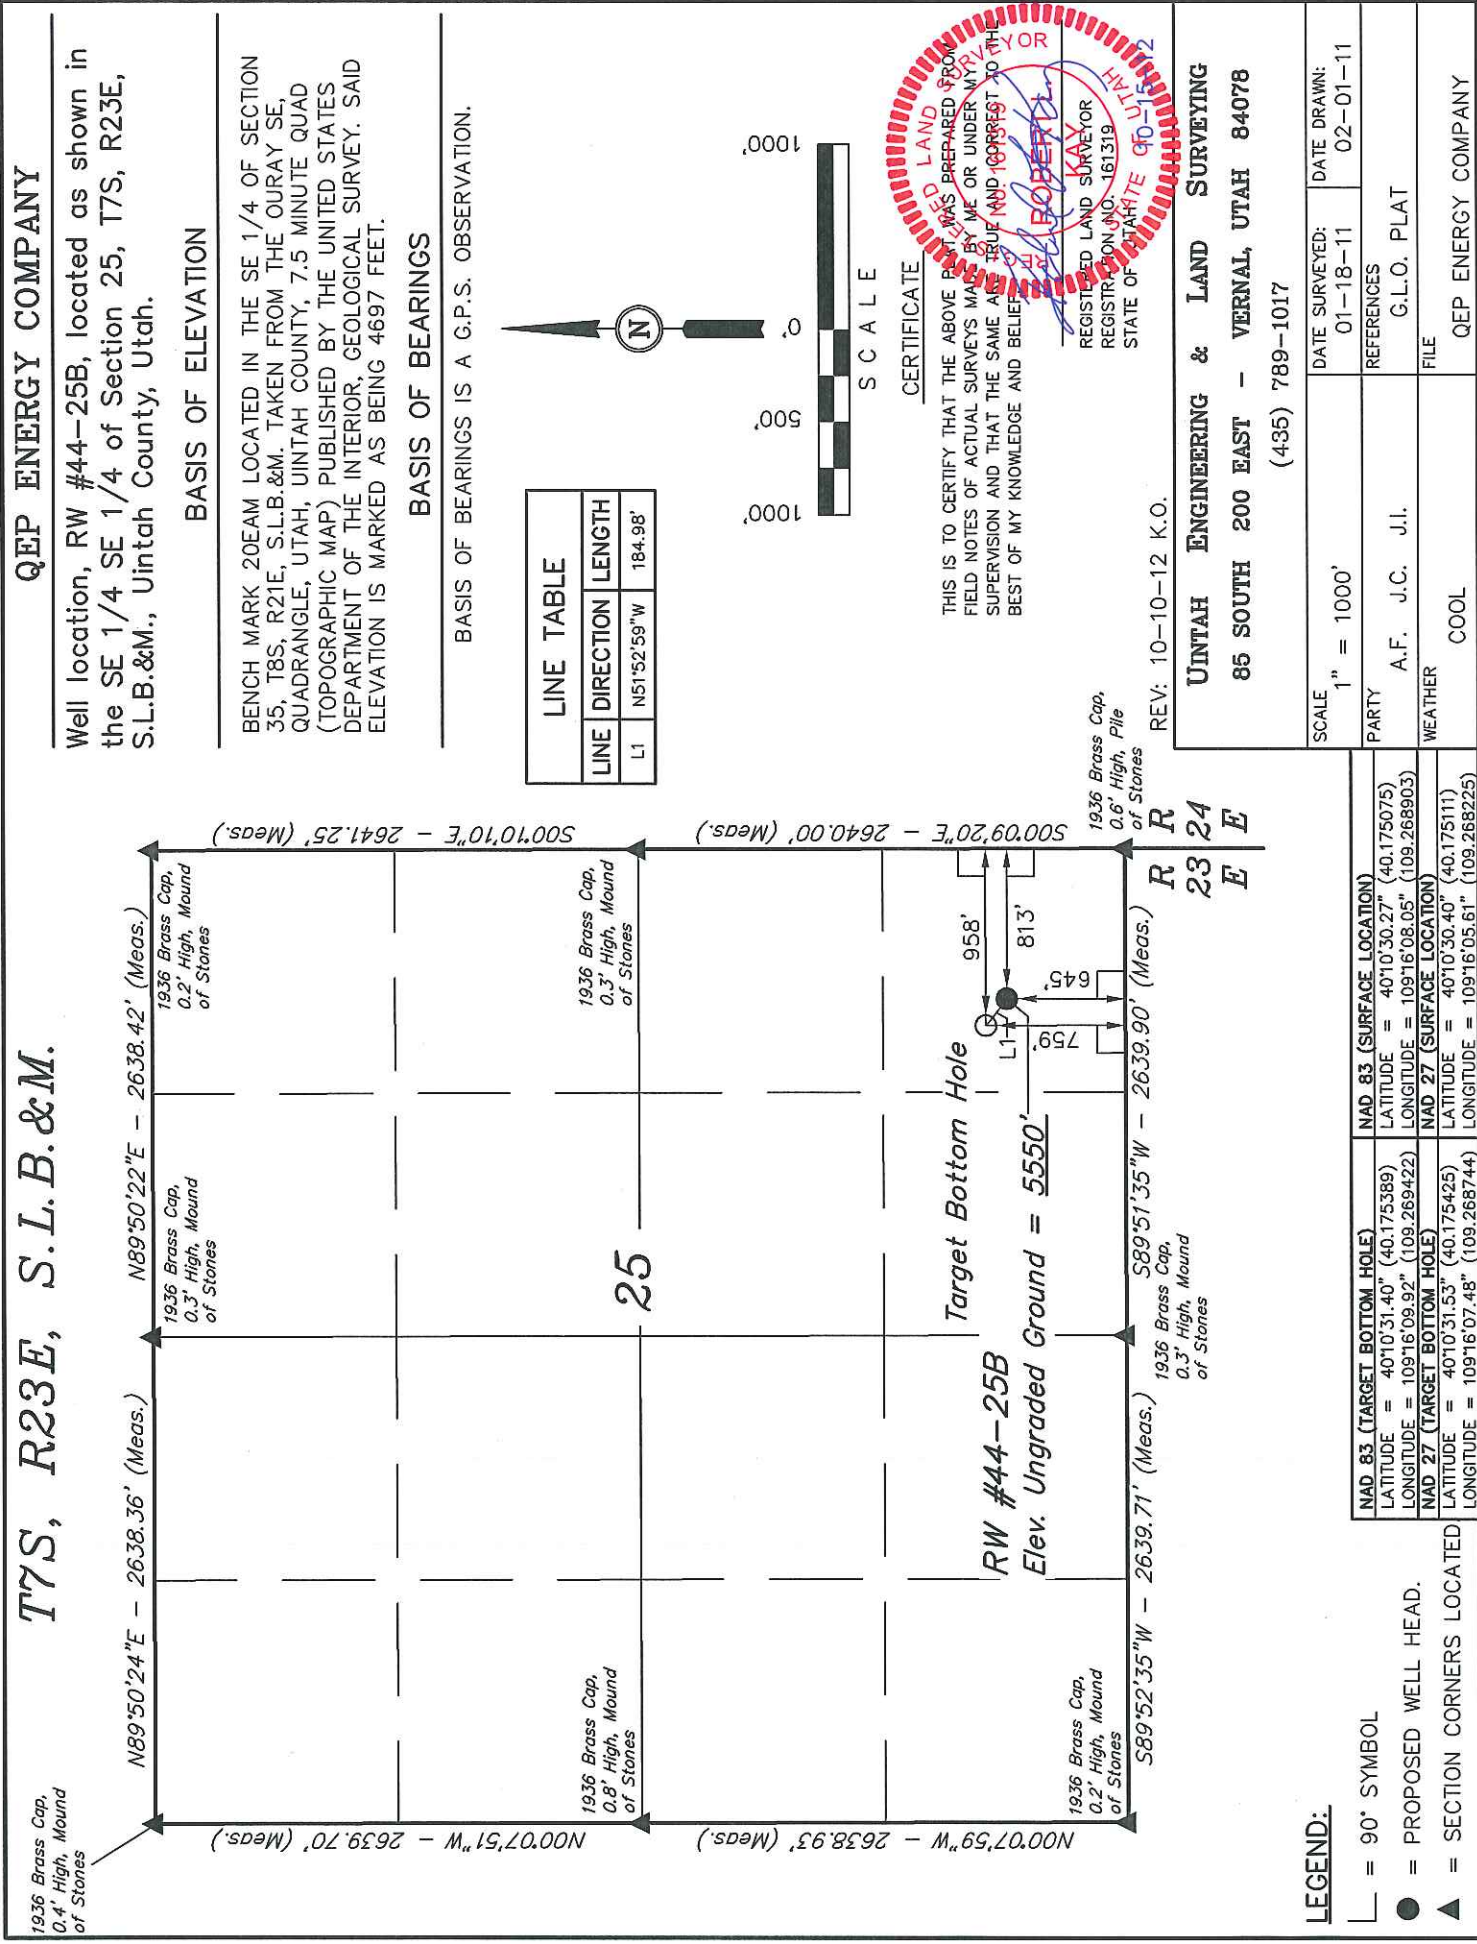 T7S, R23E, S.L.B.&M.
1936 Brass Cap,
0.4' High, Mound
of Stones
N89°50'24"E - 2638.36' (Meas.)
N89°50'22"E - 2638.42' (Meas.)
1936 Brass Cap,
0.3' High, Mound
of Stones
1936 Brass Cap,
0.2' High, Mound
of Stones
N00°07'51"W - 2639.70' (Meas.)
S00°10'10"E - 2641.25' (Meas.)
1936 Brass Cap,
0.8' High, Mound
of Stones
25
1936 Brass Cap,
0.3' High, Mound
of Stones
N00°07'59"W - 2638.93' (Meas.)
S00°09'20"E - 2640.00' (Meas.)
Target Bottom Hole
RW #44-25B
Elev. Ungraded Ground = 5550'
958'
813'
L1
759'
645'
1936 Brass Cap,
0.2' High, Mound
of Stones
1936 Brass Cap,
0.6' High, Pile
of Stones
S89°52'35"W - 2639.71' (Meas.)
1936 Brass Cap,
0.3' High, Mound
of Stones
S89°51'35"W - 2639.90' (Meas.)
R R
23 24
E E
LEGEND:
= 90° SYMBOL
= PROPOSED WELL HEAD.
= SECTION CORNERS LOCATED
NAD 83 (TARGET BOTTOM HOLE)
LATITUDE = 40°10'31.40" (40.175389)
LONGITUDE = 109°16'09.92" (109.269422)
NAD 27 (TARGET BOTTOM HOLE)
LATITUDE = 40°10'31.53" (40.175425)
LONGITUDE = 109°16'07.48" (109.268744)
NAD 83 (SURFACE LOCATION)
LATITUDE = 40°10'30.27" (40.175075)
LONGITUDE = 109°16'08.05" (109.268903)
NAD 27 (SURFACE LOCATION)
LATITUDE = 40°10'30.40" (40.175111)
LONGITUDE = 109°16'05.61" (109.268225)
QEP ENERGY COMPANY
Well location, RW #44-25B, located as shown in
the SE 1/4 SE 1/4 of Section 25, T7S, R23E,
S.L.B.&M., Uintah County, Utah.
BASIS OF ELEVATION
BENCH MARK 20EAM LOCATED IN THE SE 1/4 OF SECTION
35, T8S, R21E, S.L.B.&M. TAKEN FROM THE OURAY SE,
QUADRANGLE, UTAH, UINTAH COUNTY, 7.5 MINUTE QUAD
(TOPOGRAPHIC MAP) PUBLISHED BY THE UNITED STATES
DEPARTMENT OF THE INTERIOR, GEOLOGICAL SURVEY. SAID
ELEVATION IS MARKED AS BEING 4697 FEET.
BASIS OF BEARINGS
BASIS OF BEARINGS IS A G.P.S. OBSERVATION.
LINE TABLE
LINE DIRECTION LENGTH
L1 N51°52'59"W 184.98'
N
1000' 500' 0' 1000'
SCALE
CERTIFICATE
THIS IS TO CERTIFY THAT THE ABOVE PLAT WAS PREPARED FROM
FIELD NOTES OF ACTUAL SURVEYS MADE BY ME OR UNDER MY
SUPERVISION AND THAT THE SAME ARE TRUE AND CORRECT TO THE
BEST OF MY KNOWLEDGE AND BELIEF
REGISTERED LAND SURVEYOR
No. 161319
ROBERT L.
KAY
STATE OF UTAH
10-15-12
REGISTERED LAND SURVEYOR
REGISTRATION NO. 161319
STATE OF UTAH
REV: 10-10-12 K.O.
UINTAH ENGINEERING & LAND SURVEYING
85 SOUTH 200 EAST - VERNAL, UTAH 84078
(435) 789-1017
SCALE
1" = 1000'
DATE SURVEYED:
01-18-11
DATE DRAWN:
02-01-11
PARTY
A.F. J.C. J.I.
REFERENCES
G.L.O. PLAT
WEATHER
COOL
FILE
QEP ENERGY COMPANY